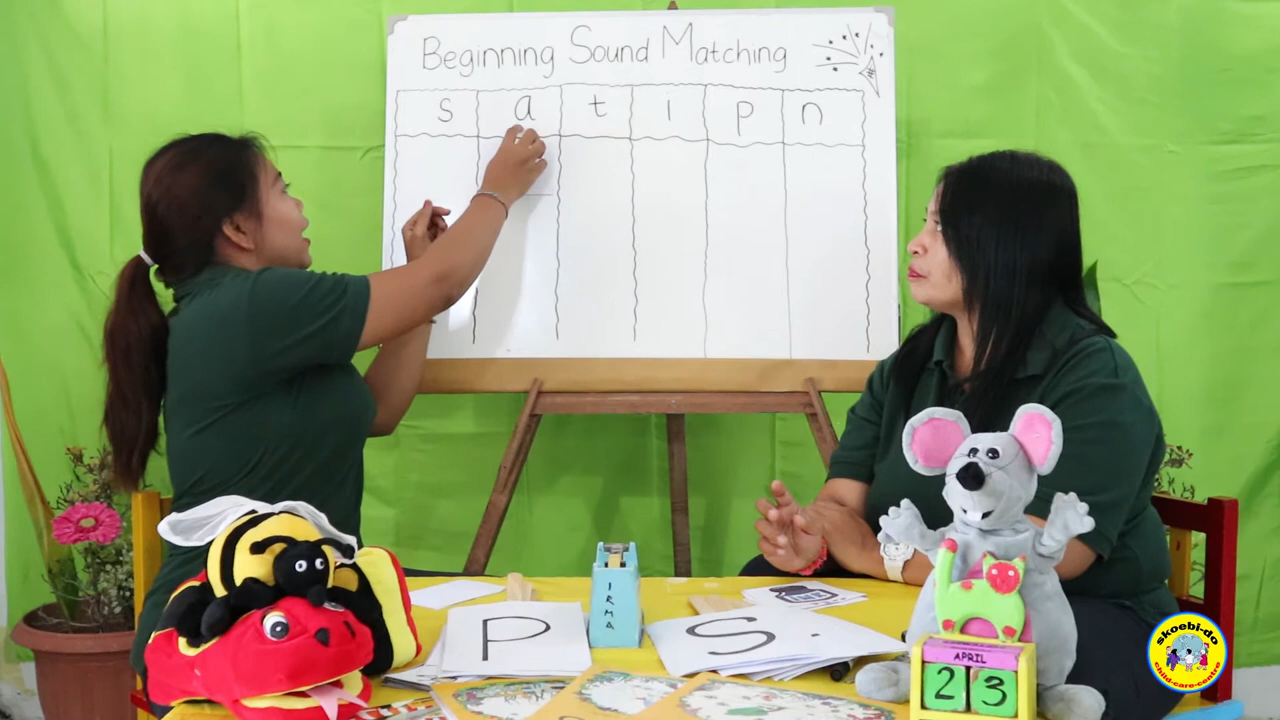 Beginning Sound Matching
s a t i p n
IRMA
P
S
APRIL
23
skoebi-do
child-care-centre